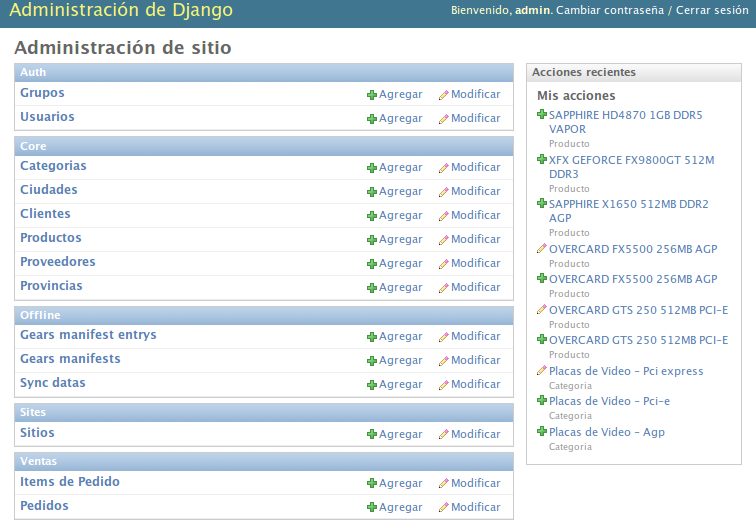 Administración de Django
Bienvenido, admin. Cambiar contraseña / Cerrar sesión
Administración de sitio
Auth
Grupos Agregar Modificar
Usuarios Agregar Modificar
Core
Categorias Agregar Modificar
Ciudades Agregar Modificar
Clientes Agregar Modificar
Productos Agregar Modificar
Proveedores Agregar Modificar
Provincias Agregar Modificar
Offline
Gears manifest entrys Agregar Modificar
Gears manifests Agregar Modificar
Sync datas Agregar Modificar
Sites
Sitios Agregar Modificar
Ventas
Items de Pedido Agregar Modificar
Pedidos Agregar Modificar
Acciones recientes
Mis acciones
SAPPHIRE HD4870 1GB DDR5
VAPOR
Producto
XFX GEFORCE FX9800GT 512M
DDR3
Producto
SAPPHIRE X1650 512MB DDR2
AGP
Producto
OVERCARD FX5500 256MB AGP
Producto
OVERCARD FX5500 256MB AGP
Producto
OVERCARD GTS 250 512MB PCI-E
Producto
OVERCARD GTS 250 512MB PCI-E
Producto
Placas de Video - Pci express
Categoria
Placas de Video - Pci-e
Categoria
Placas de Video - Agp
Categoria